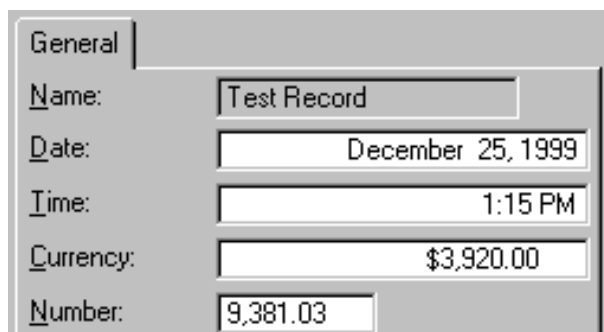 General
Name: Test Record
Date: December 25, 1999
Time: 1:15 PM
Currency: $3,920.00
Number: 9,381.03